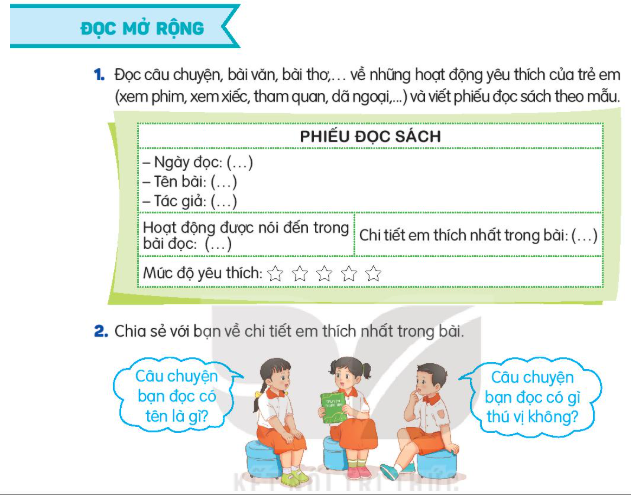 ĐỌC MỞ RỘNG
1. Đọc câu chuyện, bài văn, bài thơ,... về những hoạt động yêu thích của trẻ em
(xem phim, xem xiếc, tham quan, dã ngoại,...) và viết phiếu đọc sách theo mẫu.
PHIẾU ĐỌC SÁCH
– Ngày đọc: (...)
– Tên bài: (...)
– Tác giả: (...)
Hoạt động được nói đến trong
bài đọc: (...)
Chi tiết em thích nhất trong bài: (...)
Mức độ yêu thích: ☆ ☆ ☆ ☆ ☆
2. Chia sẻ với bạn về chi tiết em thích nhất trong bài.
Câu chuyện
bạn đọc có
tên là gì?
Câu chuyện
bạn đọc có gì
thú vị không?
KẾT NỐI TRI THỨC